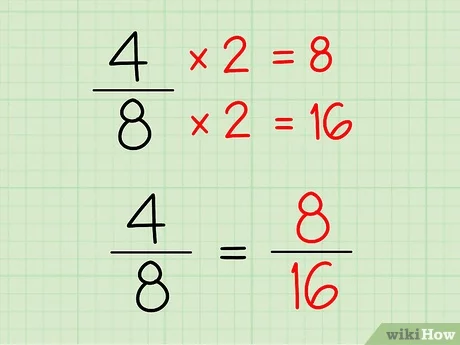 4 × 2 = 8
8 × 2 = 16
4 = 8
8 16
wikiHow